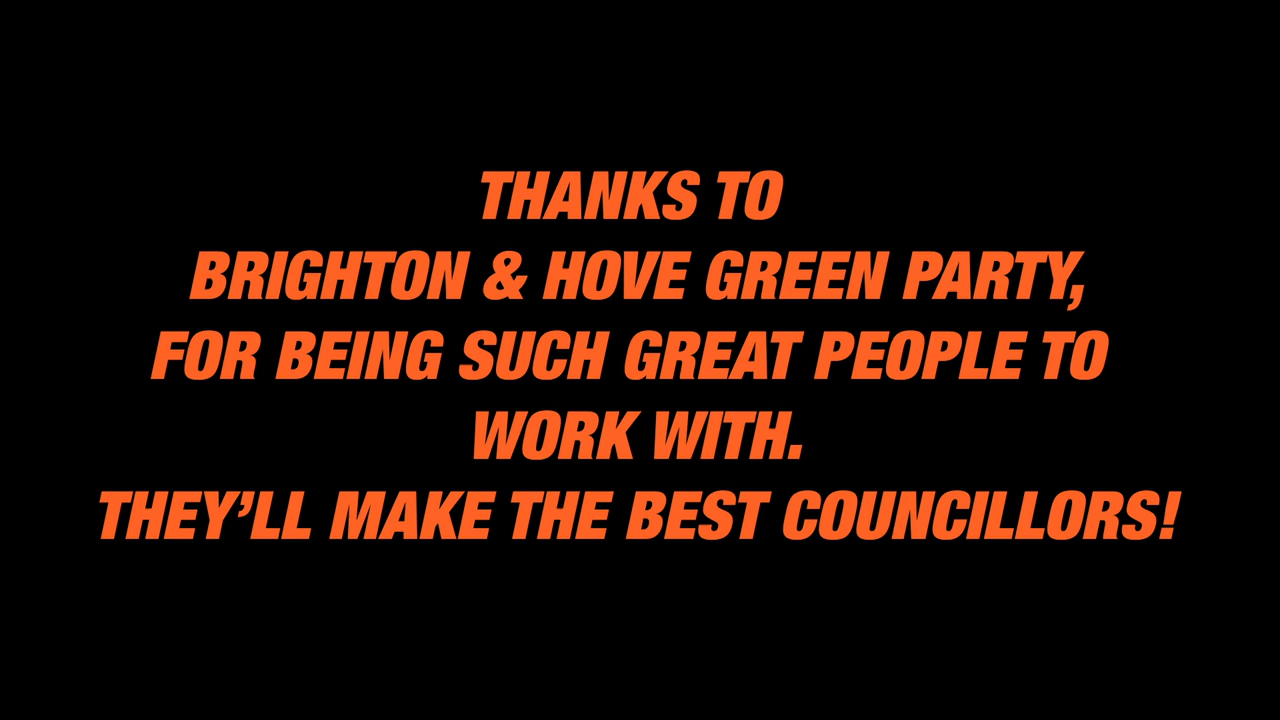 THANKS TO
BRIGHTON & HOVE GREEN PARTY,
FOR BEING SUCH GREAT PEOPLE TO
WORK WITH.
THEY’LL MAKE THE BEST COUNCILLORS!